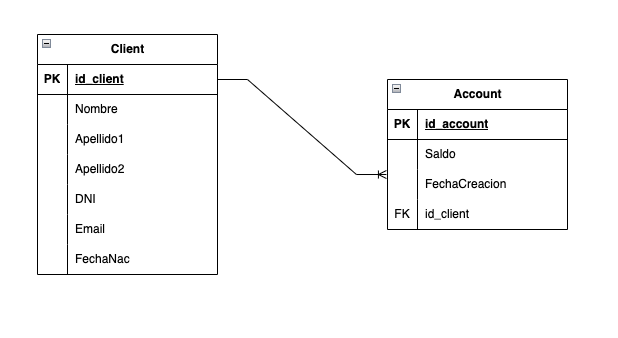 Client
PK id_client
Nombre
Apellido1
Apellido2
DNI
Email
FechaNac
Account
PK id_account
Saldo
FechaCreacion
FK id_client